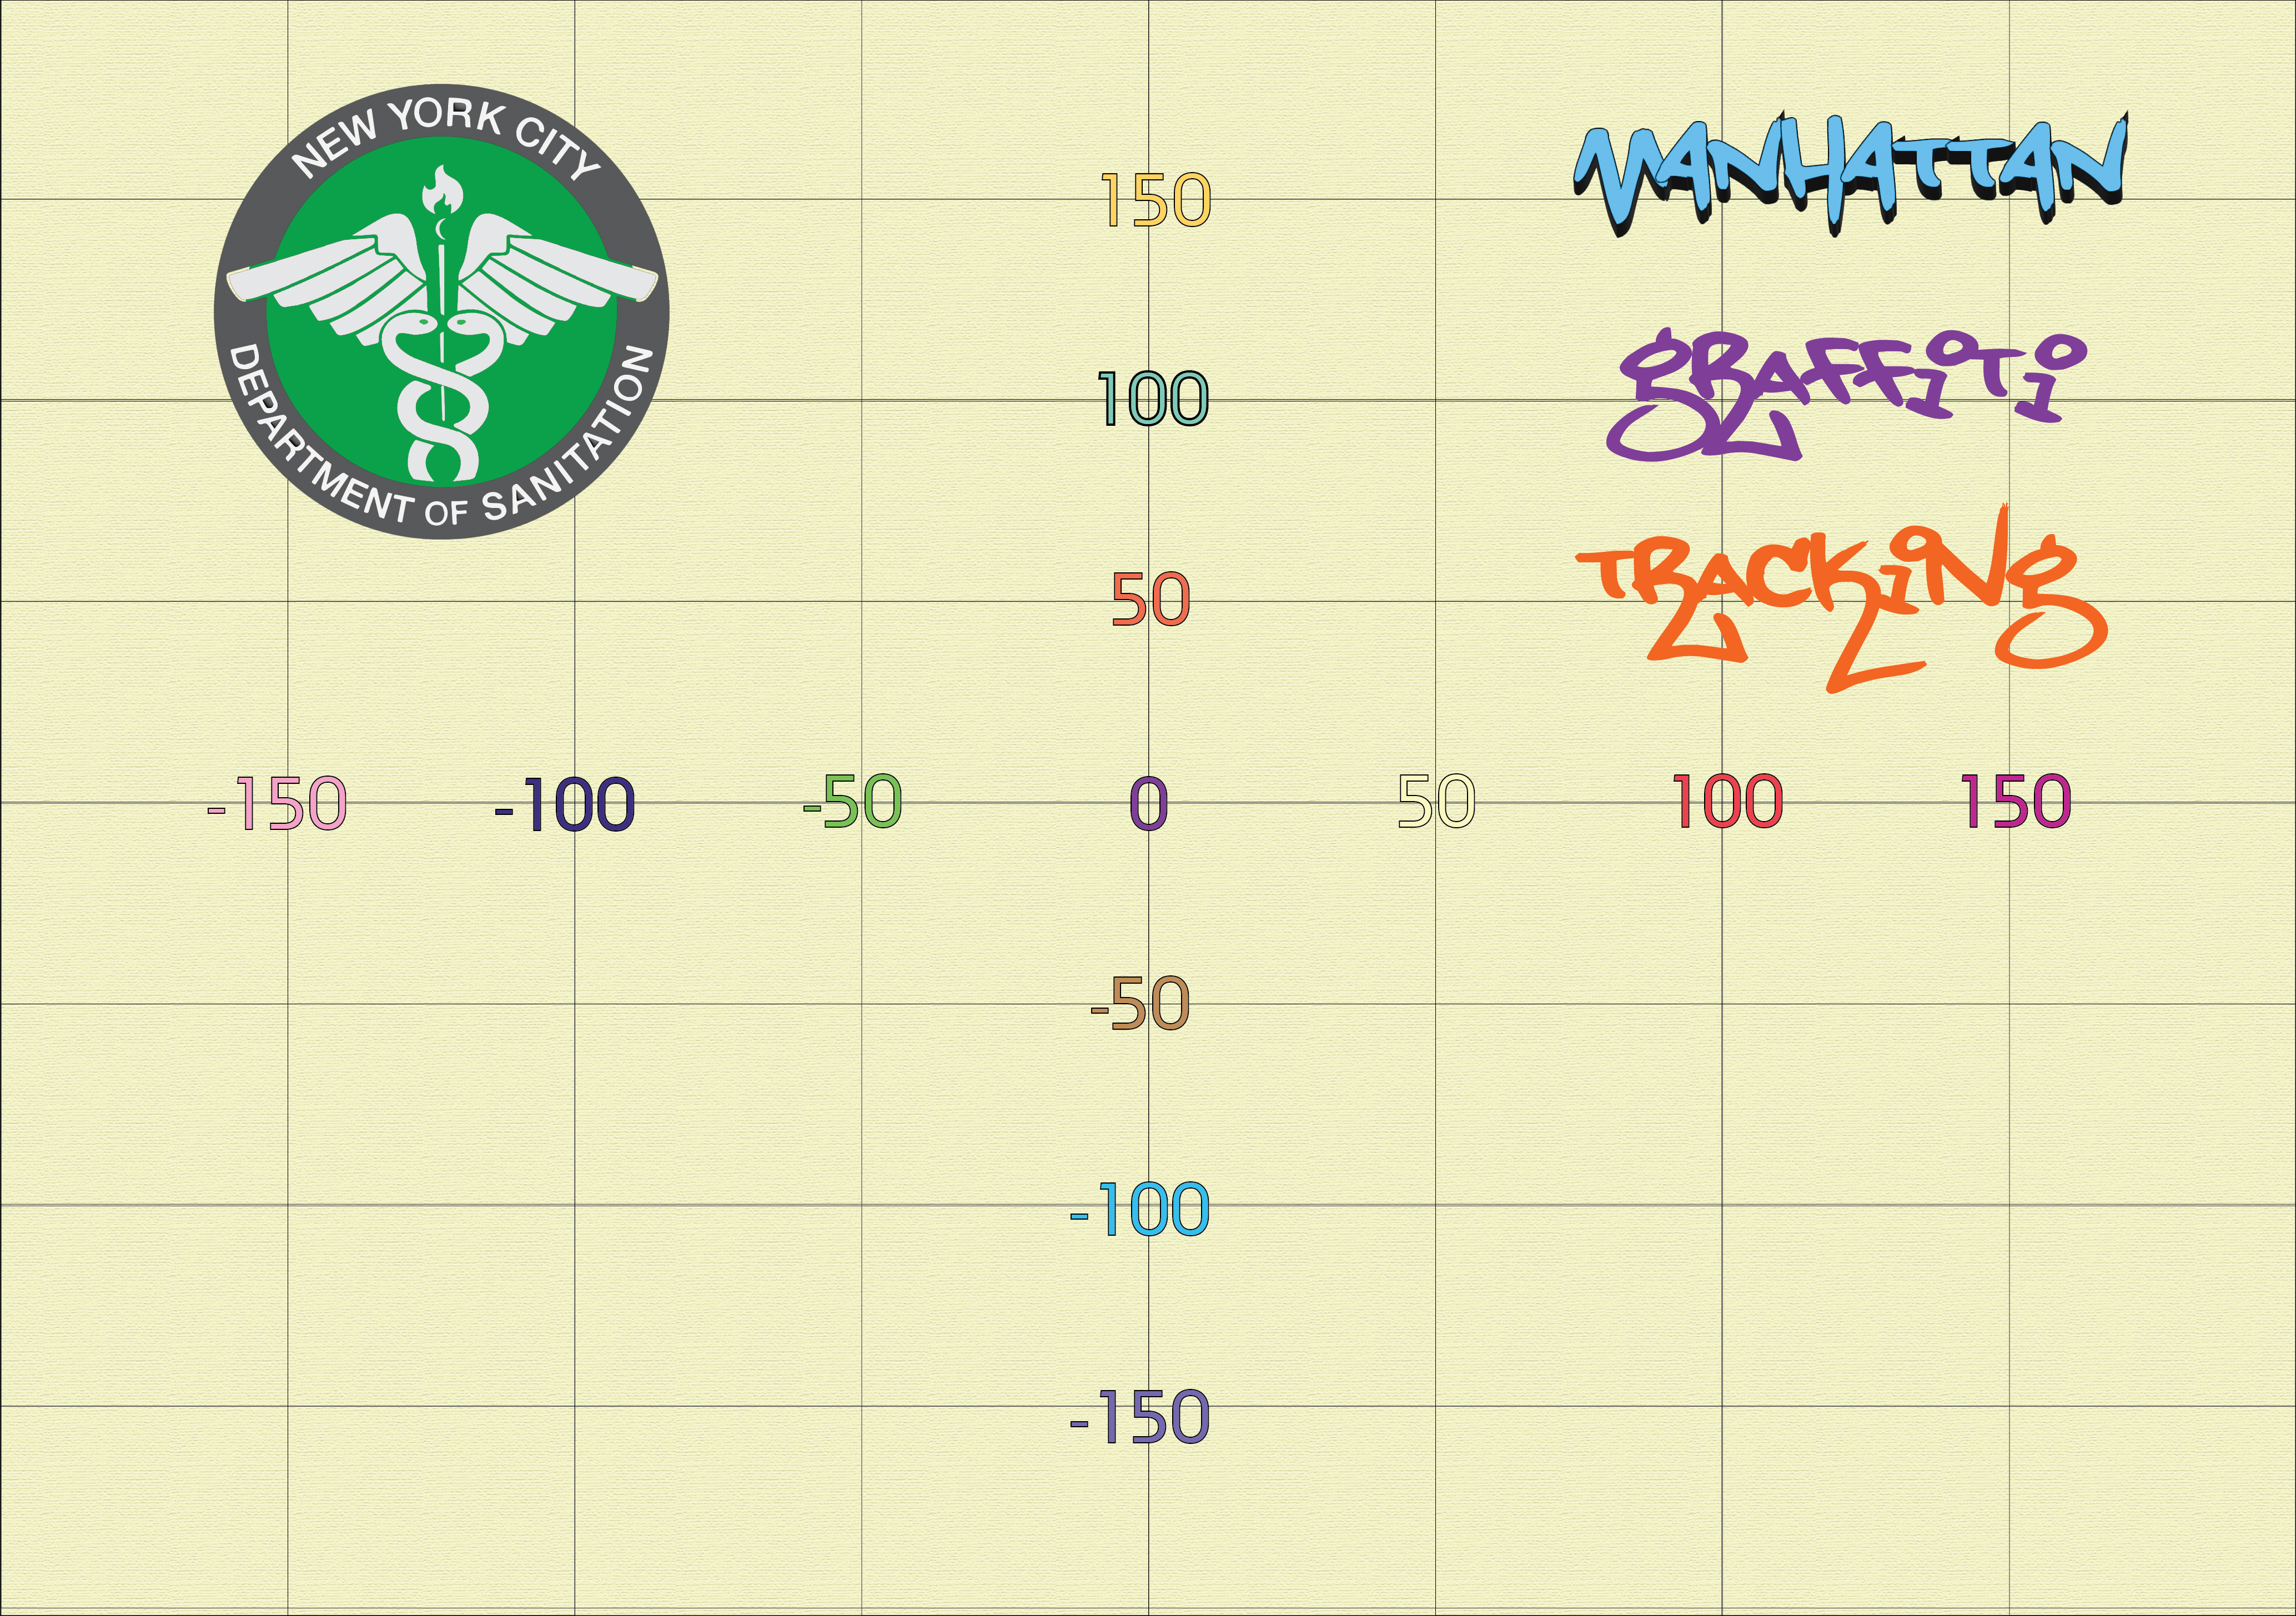 NEW YORK CITY
DEPARTMENT OF SANITATION
MANHATTAN
gRAFFiTi
TRACKiNg
150
100
50
-150 -100 -50 0 50 100 150
-50
-100
-150